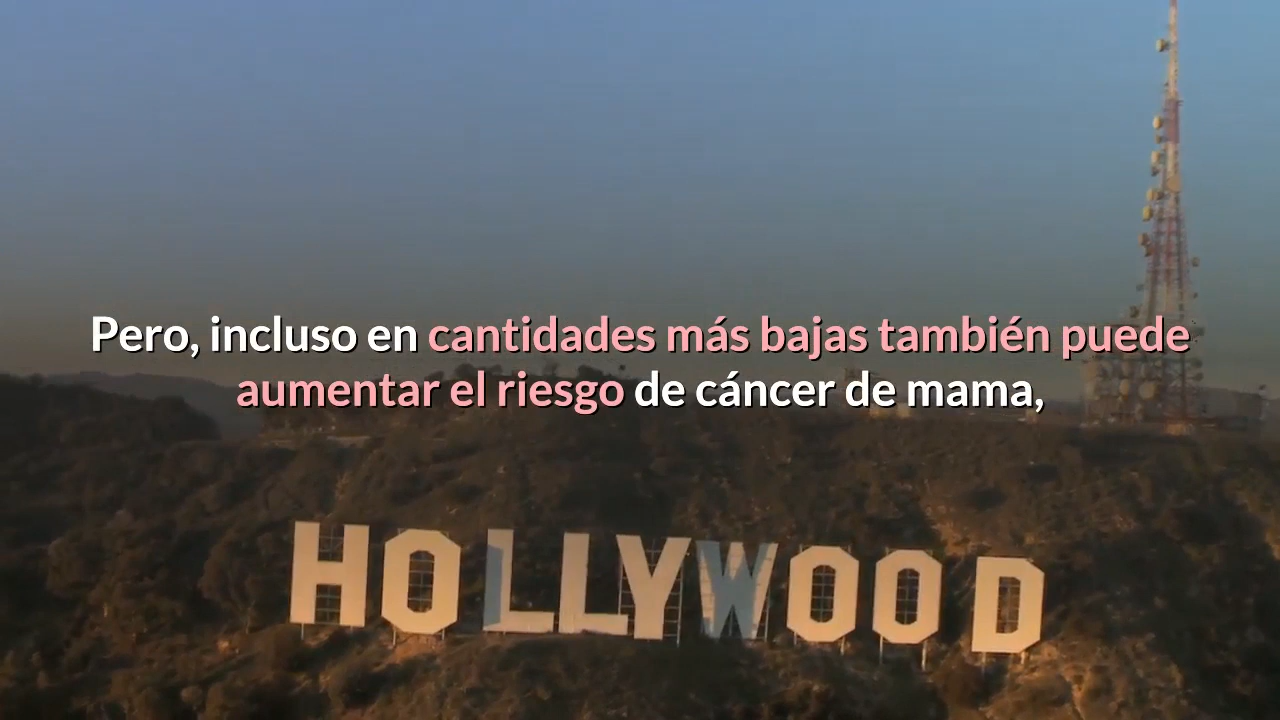 Pero, incluso en cantidades más bajas también puede
aumentar el riesgo de cáncer de mama,
HOLLYWOOD